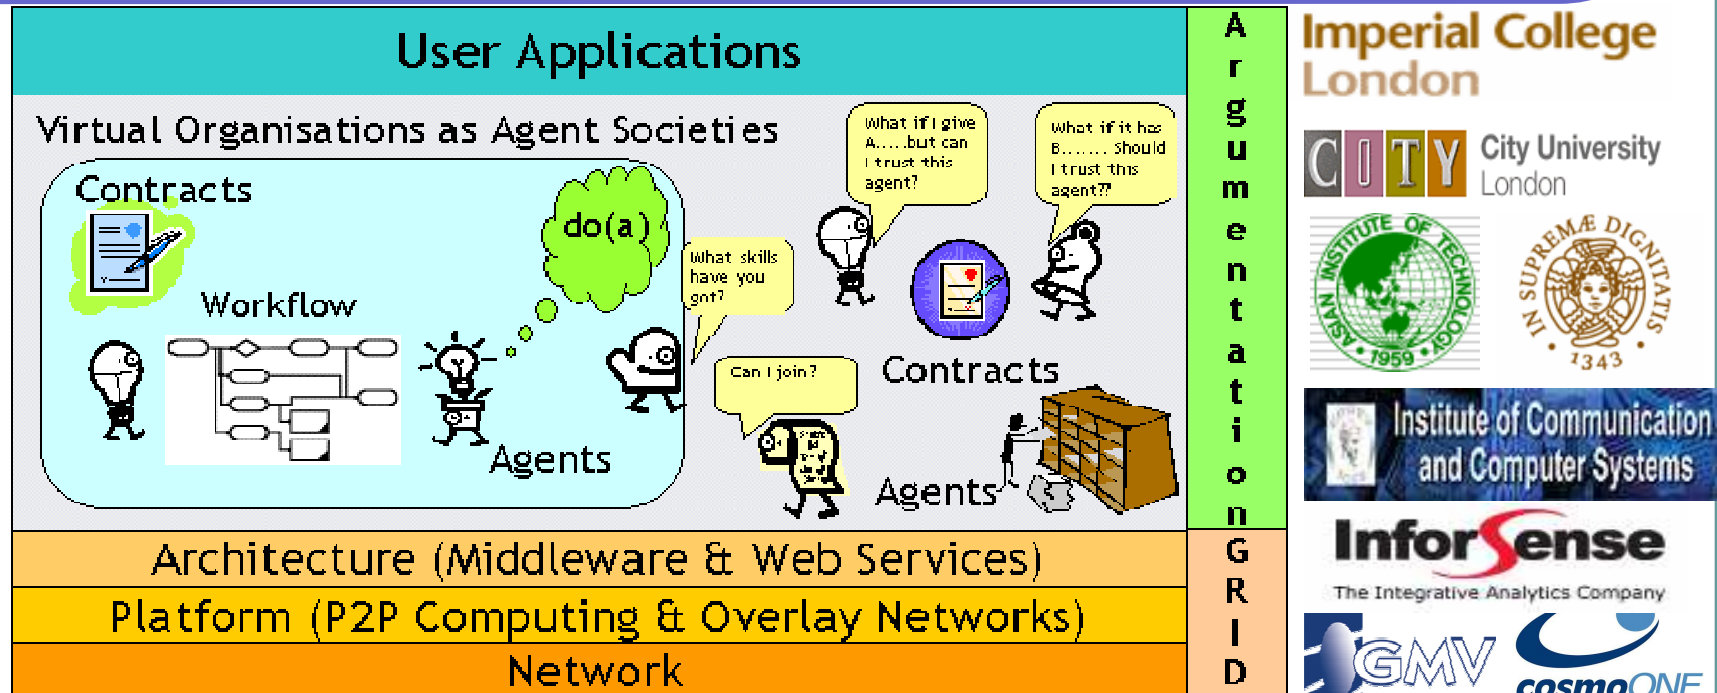 User Applications
Virtual Organisations as Agent Societies
Contracts
Workflow
do(a)
Agents
What skills
have you
got?
Can I join?
What if I give
A.....but can
I trust this
agent?
What if it has
B....... Should
I trust this
agent??
Contracts
Agents
Architecture (Middleware & Web Services)
Platform (P2P Computing & Overlay Networks)
Network
Argumentation
GRID
Imperial College
London
CITY
City University
London
ASIAN INSTITUTE OF TECHNOLOGY
• 1959 •
IN SUPREMÆ DIGNITATIS
• 1343 •
Institute of Communication
and Computer Systems
InforSense
The Integrative Analytics Company
GMV
cosmoONE